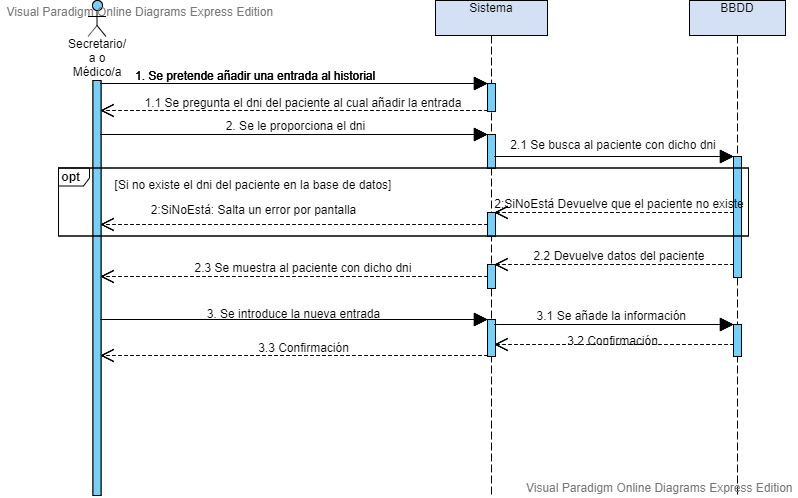 Visual Paradigm Online Diagrams Express Edition
Sistema
BBDD
Secretario/
a o
Médico/a
1. Se pretende añadir una entrada al historial
1.1 Se pregunta el dni del paciente al cual añadir la entrada
2. Se le proporciona el dni
2.1 Se busca al paciente con dicho dni
opt
[Si no existe el dni del paciente en la base de datos]
2:SiNoEstá Devuelve que el paciente no existe
2:SiNoEstá: Salta un error por pantalla
2.2 Devuelve datos del paciente
2.3 Se muestra al paciente con dicho dni
3. Se introduce la nueva entrada
3.1 Se añade la información
3.2 Confirmación
3.3 Confirmación
Visual Paradigm Online Diagrams Express Edition